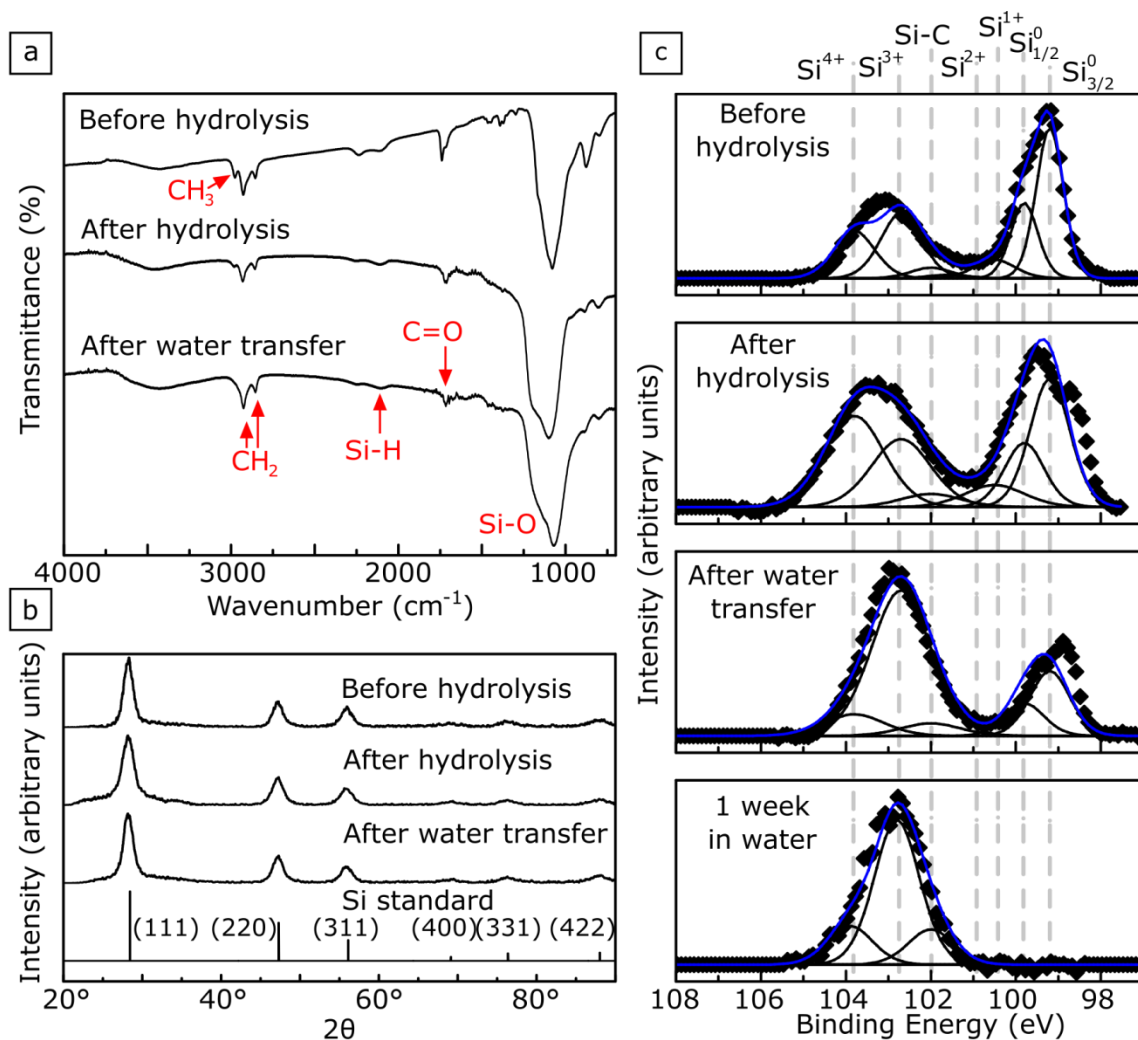 a
Before hydrolysis
CH₃
After hydrolysis
C=O
After water transfer
CH₂
Si-H
Si-O
Transmittance (%)
4000 3000 2000 1000
Wavenumber (cm⁻¹)
b
Before hydrolysis
After hydrolysis
After water transfer
Si standard
(111) (220) (311) (400) (331) (422)
Intensity (arbitrary units)
20° 40° 60° 80°
2θ
c
Si⁴⁺ Si³⁺ Si-C Si²⁺ Si¹⁺ Si⁰₁/₂ Si⁰₃/₂
Before
hydrolysis
After
hydrolysis
After water
transfer
1 week
in water
Intensity (arbitrary units)
108 106 104 102 100 98
Binding Energy (eV)